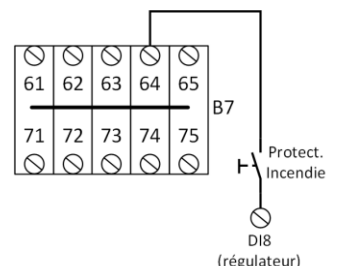 61 62 63 64 65
B7
71 72 73 74 75
Protect.
Incendie
DI8
(régulateur)